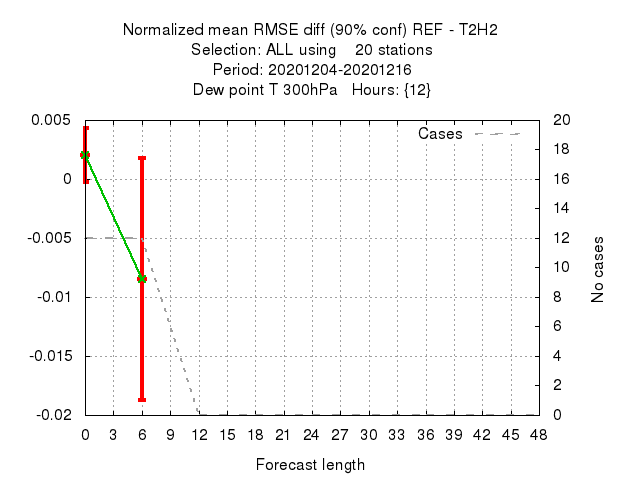 Normalized mean RMSE diff (90% conf) REF - T2H2
Selection: ALL using    20 stations
Period: 20201204-20201216
Dew point T 300hPa   Hours: {12}
Cases
0.005
0
-0.005
-0.01
-0.015
-0.02
20
18
16
14
12
10
8
6
4
2
0
No cases
0 3 6 9 12 15 18 21 24 27 30 33 36 39 42 45 48
Forecast length